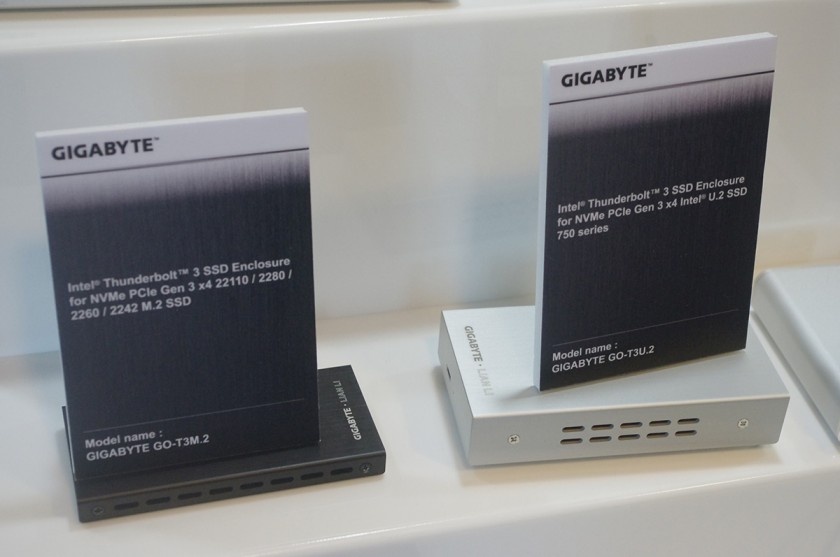 GIGABYTE™
Intel® Thunderbolt™ 3 SSD Enclosure
for NVMe PCIe Gen 3 x4 22110 / 2280 /
2260 / 2242 M.2 SSD
Model name :
GIGABYTE GO-T3M.2
GIGABYTE · LIAN LI
GIGABYTE™
Intel® Thunderbolt™ 3 SSD Enclosure
for NVMe PCIe Gen 3 x4 Intel® U.2 SSD
750 series
Model name :
GIGABYTE GO-T3U.2
GIGABYTE · LIAN LI